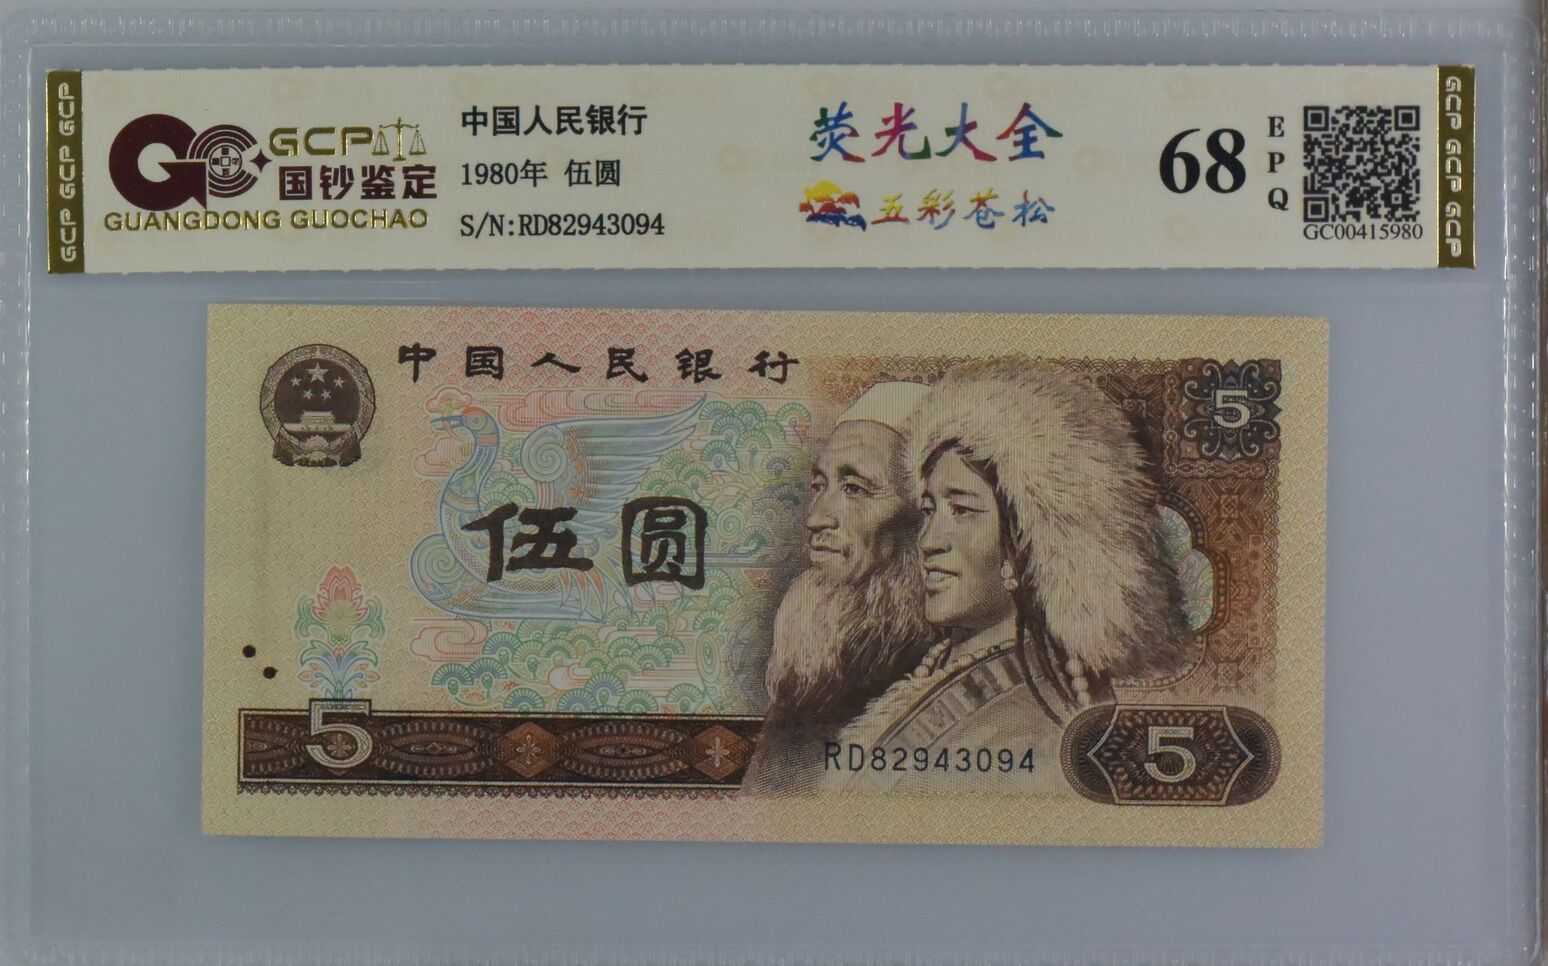 GCP GCP GCP
GCP
国钞鉴定
GUANGDONG GUOCHAO
中国人民银行
1980年 伍圆
S/N:RD82943094
荧光大全
五彩苍松
68
E
P
Q
GC00415980
GCP GCP GCP
中国人民银行
5
伍圆
5
RD82943094
5